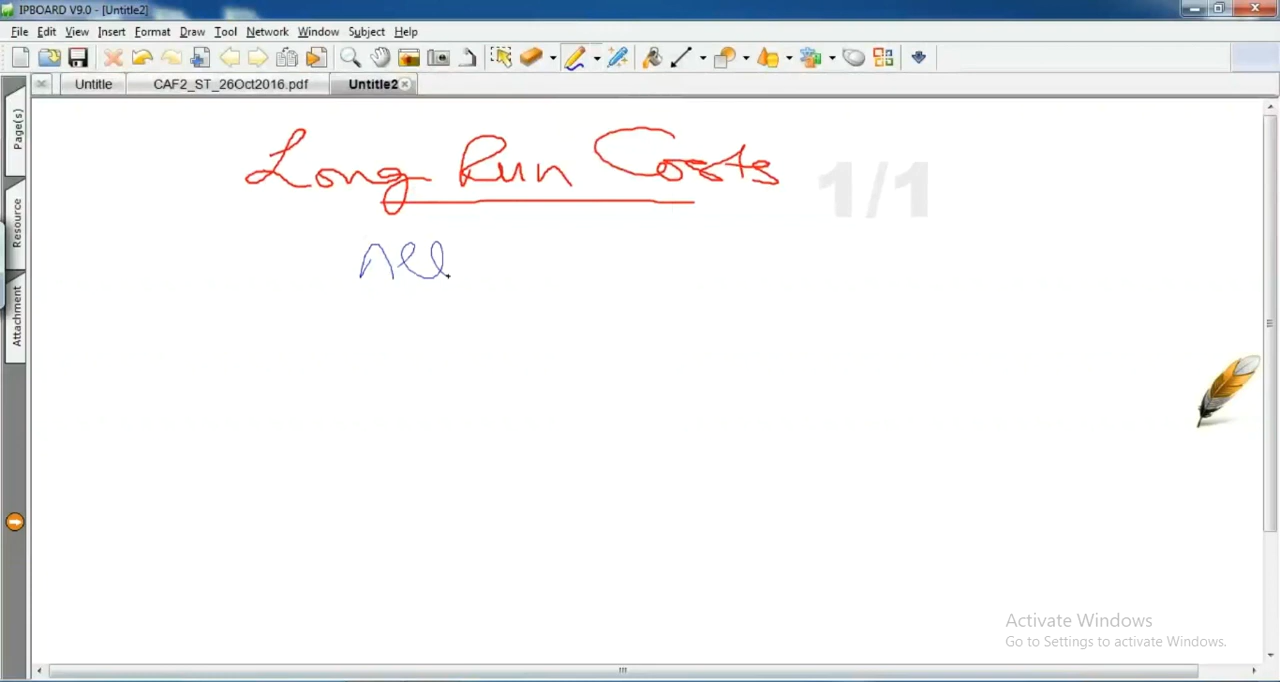 IPBOARD V9.0 - [Untitle2]
File Edit View Insert Format Draw Tool Network Window Subject Help
Untitle CAF2_ST_26Oct2016.pdf Untitle2
Page(s)
Resource
Attachment
Long Run Costs
1/1
All
Activate Windows
Go to Settings to activate Windows.